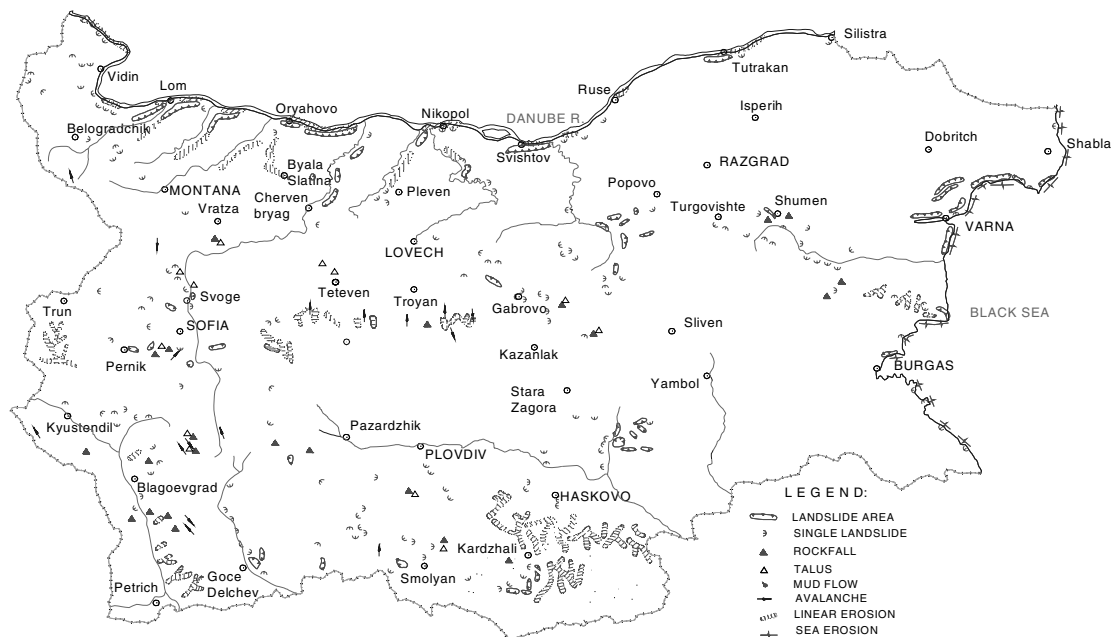 Silistra
Vidin
Tutrakan
Lom
Ruse
Oryahovo
Nikopol
DANUBE R.
Isperih
Belogradchik
Svishtov
Dobritch
Shabla
Byala
Slatina
RAZGRAD
MONTANA
Cherven
bryag
Pleven
Popovo
Vratza
Turgovishte
Shumen
VARNA
LOVECH
Svoge
Teteven
Troyan
Gabrovo
Trun
SOFIA
Sliven
BLACK SEA
Pernik
Kazanlak
BURGAS
Stara
Zagora
Yambol
Kyustendil
Pazardzhik
PLOVDIV
Blagoevgrad
HASKOVO
Kardzhali
Petrich
Goce
Delchev
Smolyan
LEGEND:
LANDSLIDE AREA
SINGLE LANDSLIDE
ROCKFALL
TALUS
MUD FLOW
AVALANCHE
LINEAR EROSION
SEA EROSION